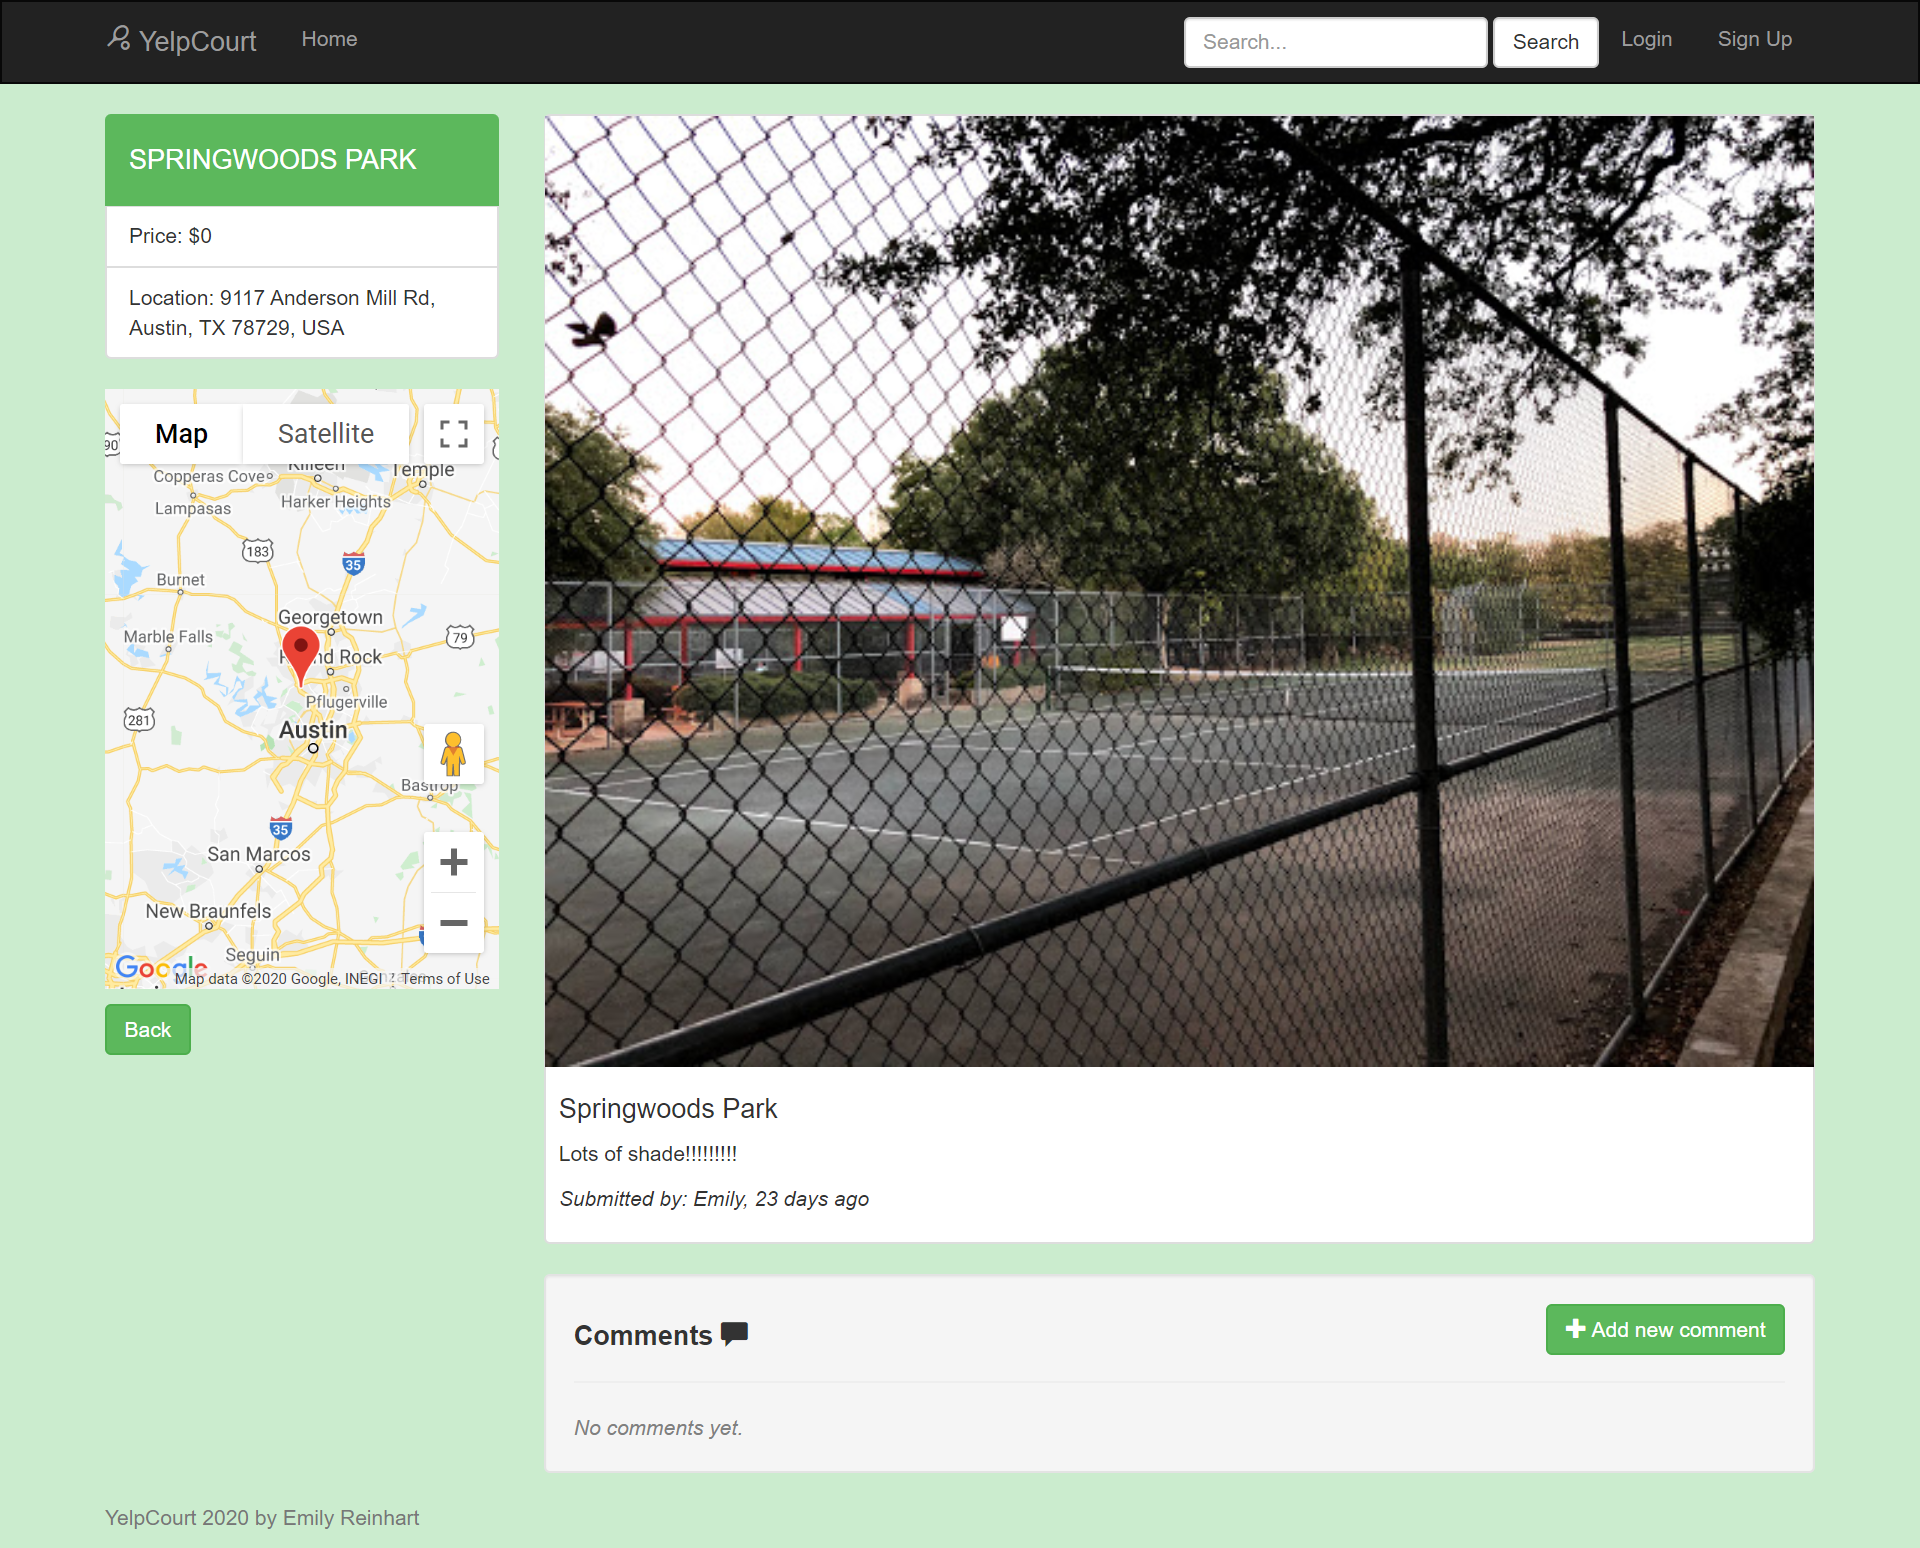 YelpCourt
Home
Search...
Search
Login
Sign Up
SPRINGWOODS PARK
Price: $0
Location: 9117 Anderson Mill Rd,
Austin, TX 78729, USA
Map
Satellite
Killeen
Temple
Copperas Cove
Harker Heights
Lampasas
183
35
Burnet
Georgetown
Marble Falls
79
Round Rock
Pflugerville
281
Austin
Bastrop
35
San Marcos
New Braunfels
Seguin
Google
Map data ©2020 Google, INEGI
Terms of Use
Back
Springwoods Park
Lots of shade!!!!!!!!!
Submitted by: Emily, 23 days ago
Comments
Add new comment
No comments yet.
YelpCourt 2020 by Emily Reinhart